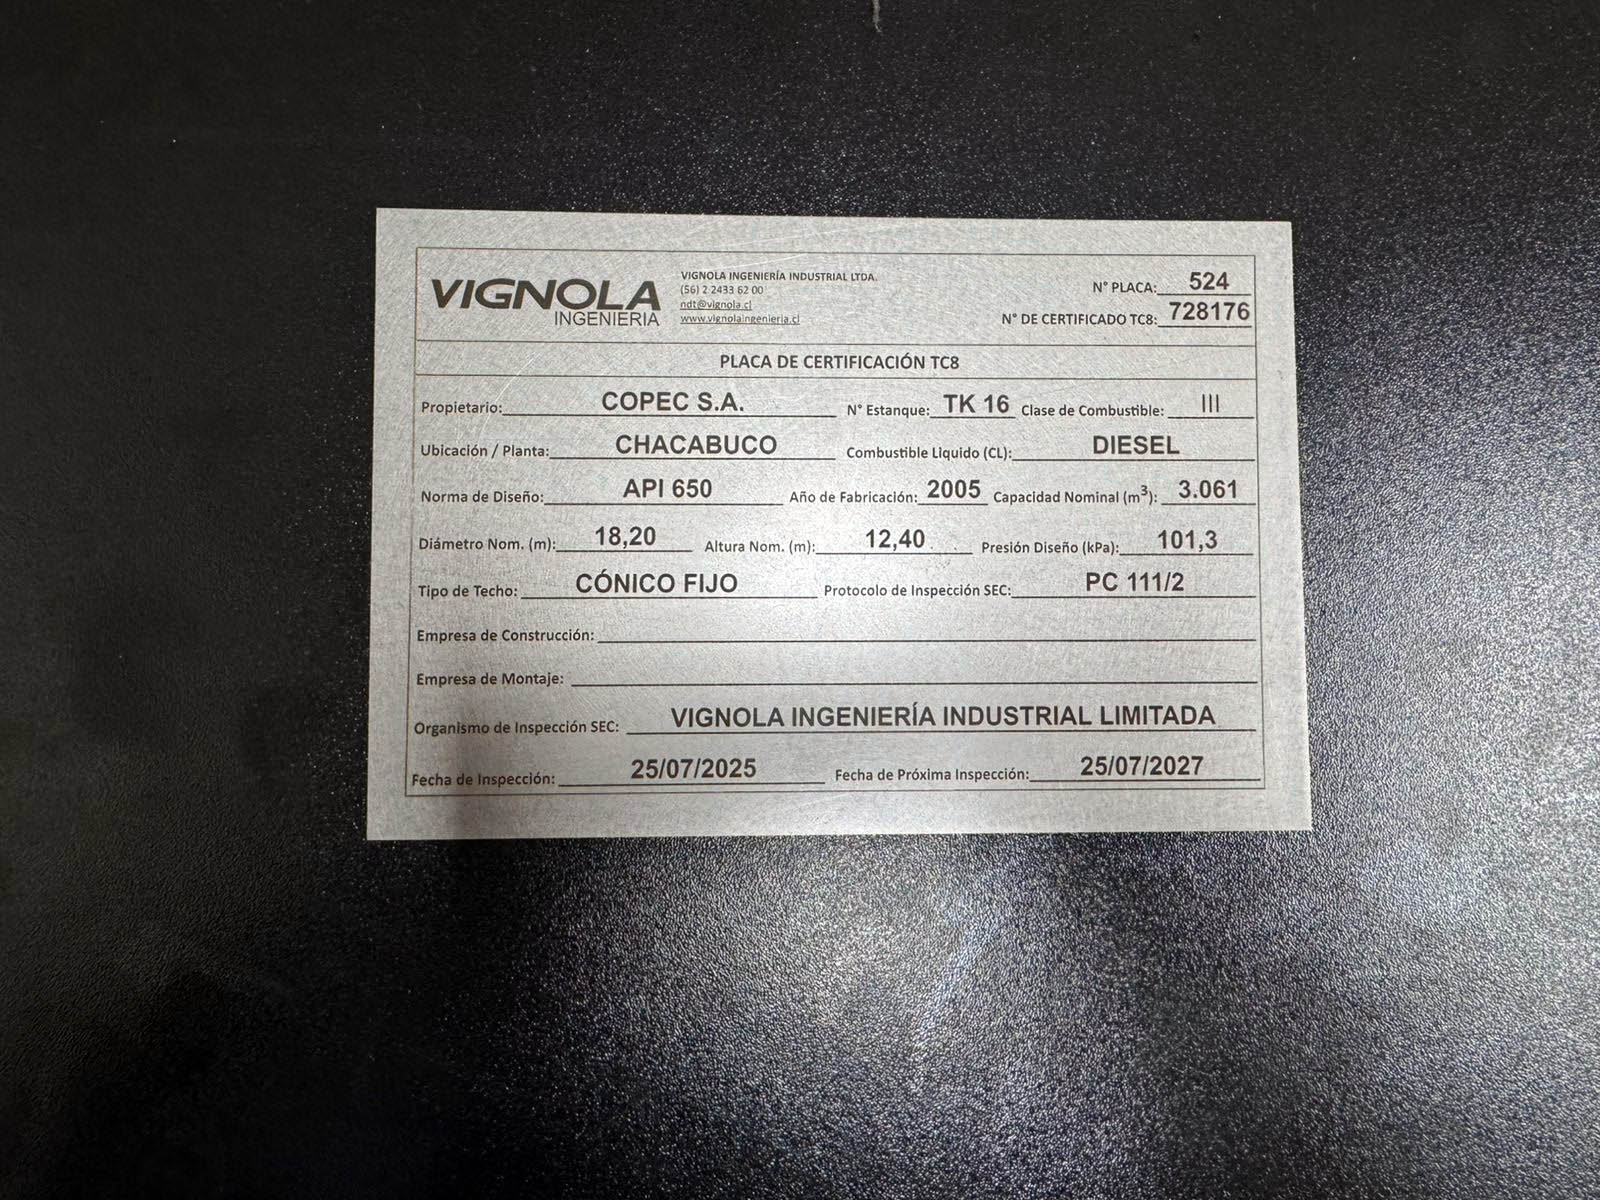 VIGNOLA
INGENIERIA
VIGNOLA INGENIERÍA INDUSTRIAL LTDA.
(56) 2 2433 62 00
ndt@vignola.cl
www.vignolaingenieria.cl
N° PLACA: 524
N° DE CERTIFICADO TC8: 728176
PLACA DE CERTIFICACIÓN TC8
Propietario: COPEC S.A. N° Estanque: TK 16 Clase de Combustible: III
Ubicación / Planta: CHACABUCO Combustible Liquido (CL): DIESEL
Norma de Diseño: API 650 Año de Fabricación: 2005 Capacidad Nominal (m³): 3.061
Diámetro Nom. (m): 18,20 Altura Nom. (m): 12,40 Presión Diseño (kPa): 101,3
Tipo de Techo: CÓNICO FIJO Protocolo de Inspección SEC: PC 111/2
Empresa de Construcción:
Empresa de Montaje:
Organismo de Inspección SEC: VIGNOLA INGENIERÍA INDUSTRIAL LIMITADA
Fecha de Inspección: 25/07/2025 Fecha de Próxima Inspección: 25/07/2027